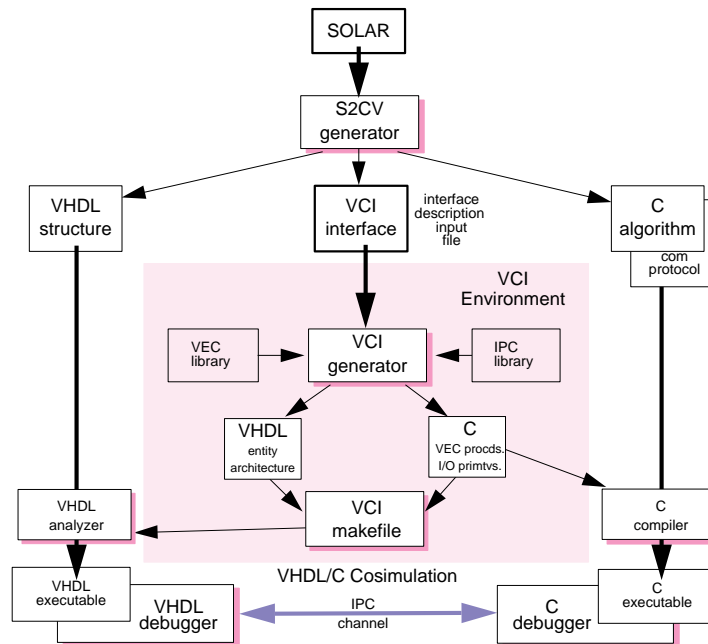 SOLAR
S2CV
generator
VHDL
structure
VCI
interface
interface
description
input
file
C
algorithm
com
protocol
VCI
Environment
VEC
library
VCI
generator
IPC
library
VHDL
entity
architecture
C
VEC procds.
I/O primtvs.
VHDL
analyzer
VCI
makefile
C
compiler
VHDL/C Cosimulation
VHDL
executable
VHDL
debugger
IPC
channel
C
debugger
C
executable